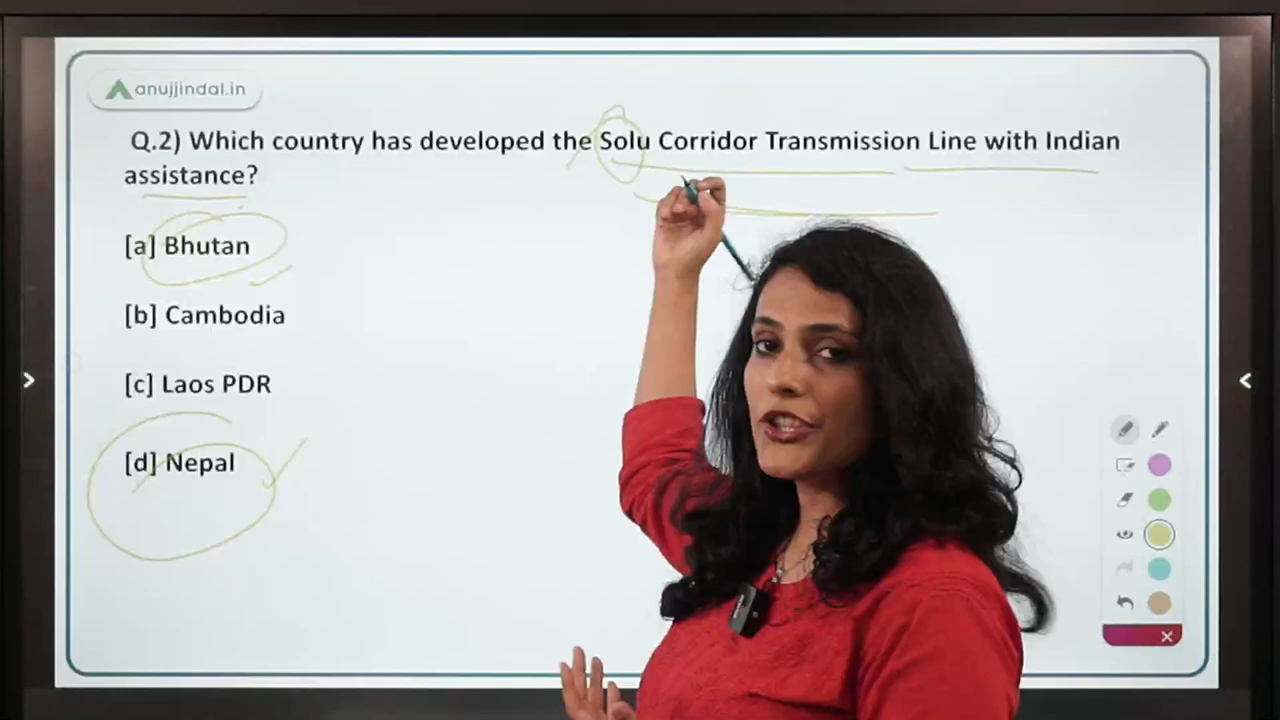 anujjindal.in
Q.2) Which country has developed the Solu Corridor Transmission Line with Indian
assistance?
[a] Bhutan
[b] Cambodia
[c] Laos PDR
[d] Nepal